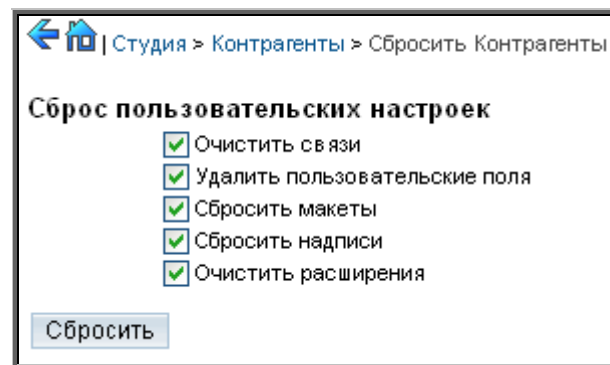 | Студия > Контрагенты > Сбросить Контрагенты
Сброс пользовательских настроек
Очистить связи
Удалить пользовательские поля
Сбросить макеты
Сбросить надписи
Очистить расширения
Сбросить